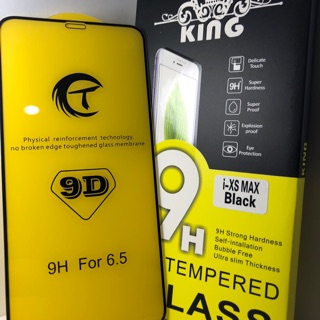 T
Physical reinforcement technology:
no broken edge toughened glass membrane
9D
9H For 6.5
KING
Delicate
Touch
9H
Super
Hardness
Super
Proof
Explosion
proof
Eye
Protection
i-XS MAX
Black
9H
9H Strong Hardness
Self-intallation
Bubble Free
Ultra slim Thickness
TEMPERED
GLASS
KING